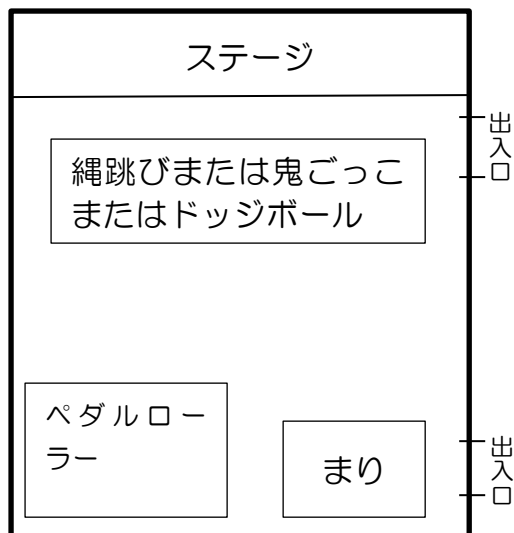 ステージ
出入口
縄跳びまたは鬼ごっこ
またはドッジボール
ペダルロー
ラー
まり
出入口